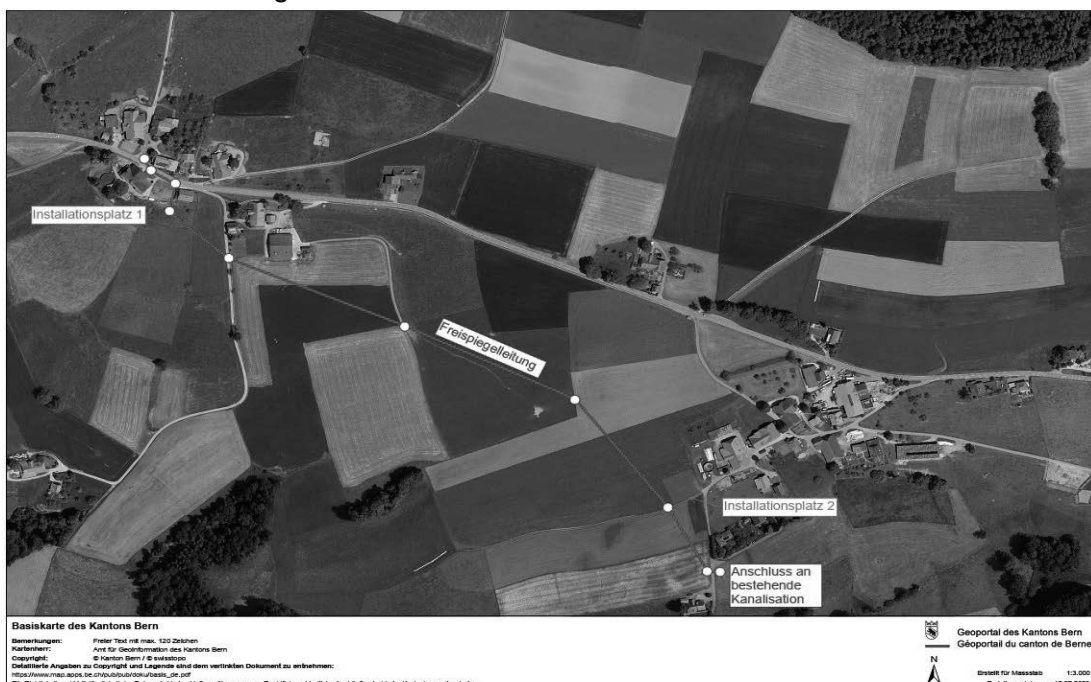 Installationsplatz 1
Freispiegelleitung
Installationsplatz 2
Anschluss an
bestehende
Kanalisation
Basiskarte des Kantons Bern
Bemerkungen: Freier Text mit max. 120 Zeichen
Kartenherr: Amt für Geoinformation des Kantons Bern
Copyright: © Kanton Bern / © swisstopo
Detaillierte Angaben zu Copyright und Legende sind dem verlinkten Dokument zu entnehmen:
https://www.map.apps.be.ch/pub/pub/doku/basis_de.pdf
Geoportal des Kantons Bern
Géoportail du canton de Berne
N
Erstellt für Massstab 1:3.000